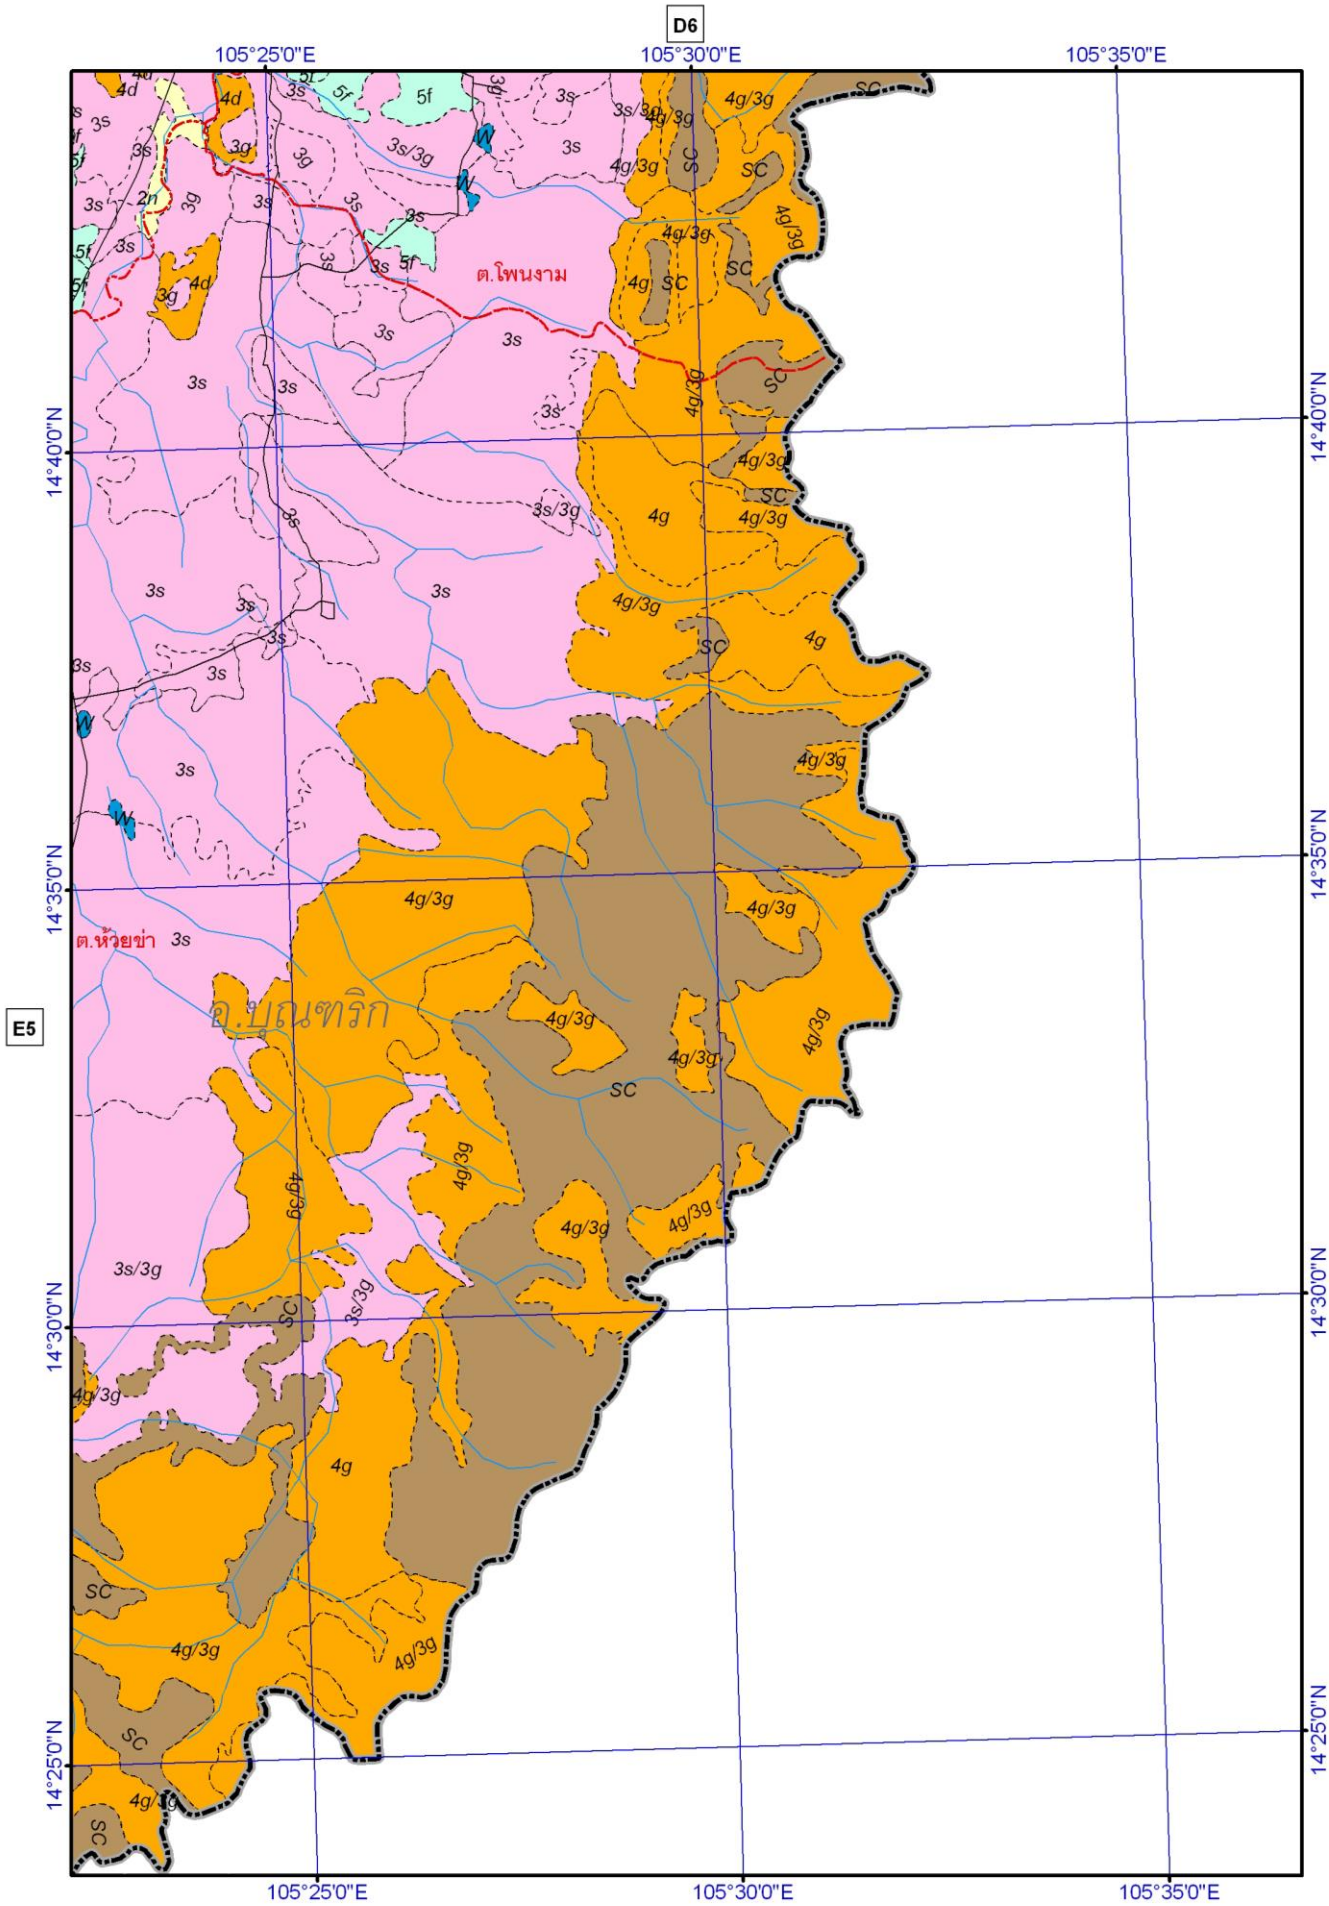 D6
105°25'0"E
105°30'0"E
105°35'0"E
4d
4d
3s
5f
5f
3g
3s
4g/3g
SC
3s
4d
3s/3g
4g/3g
3s
3g
3g
3s/3g
W
3s
4g/3g
SC
SC
3s
2n
3g
3s
W
3s
4g/3g
4g/3g
5f
3s
3s
3s
5f
SC
3g
4d
ต.โพนงาม
4g
SC
3s
3s
3s
3s
4g/3g
SC
3s
14°40'0"N
14°40'0"N
4g/3g
SC
3s
3s/3g
4g
4g/3g
3s
3s
3s
4g/3g
3s
4g
SC
3s
3s
W
3s
4g/3g
W
14°35'0"N
14°35'0"N
4g/3g
4g/3g
ต.ห้วยข่า
3s
อ.บุณฑริก
E5
4g/3g
4g/3g
4g/3g
SC
4g/3g
4g/3g
4g/3g
4g/3g
3s/3g
3s/3g
SC
14°30'0"N
14°30'0"N
4g/3g
4g
SC
4g/3g
4g/3g
SC
14°25'0"N
14°25'0"N
4g/3g
SC
105°25'0"E
105°30'0"E
105°35'0"E